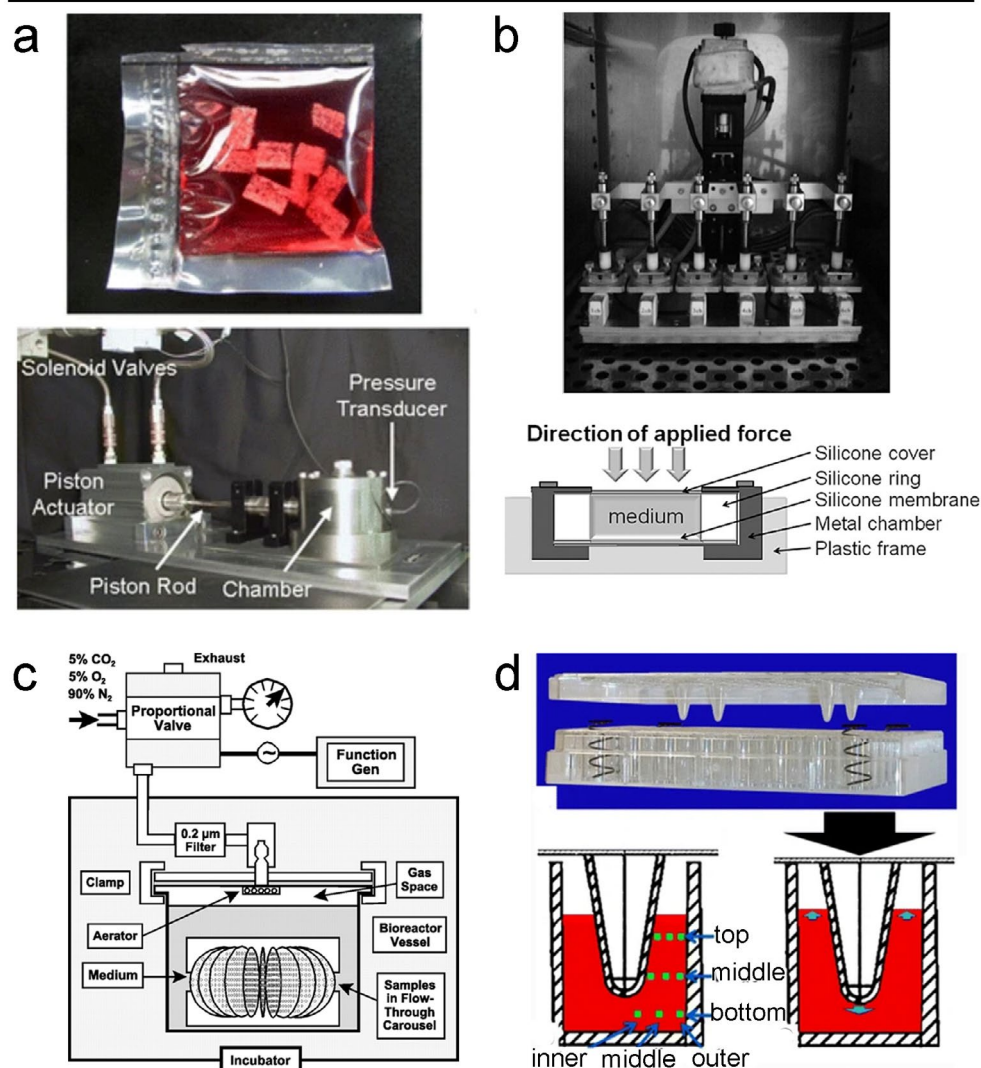 a
Solenoid Valves
Pressure
Transducer
Piston
Actuator
Piston Rod
Chamber
b
Direction of applied force
Silicone cover
Silicone ring
Silicone membrane
Metal chamber
Plastic frame
medium
c
5% CO₂
5% O₂
90% N₂
Exhaust
Proportional
Valve
Function
Gen
0.2 µm
Filter
Clamp
Gas
Space
Aerator
Bioreactor
Vessel
Medium
Samples
in Flow-
Through
Carousel
Incubator
d
top
middle
bottom
inner middle outer